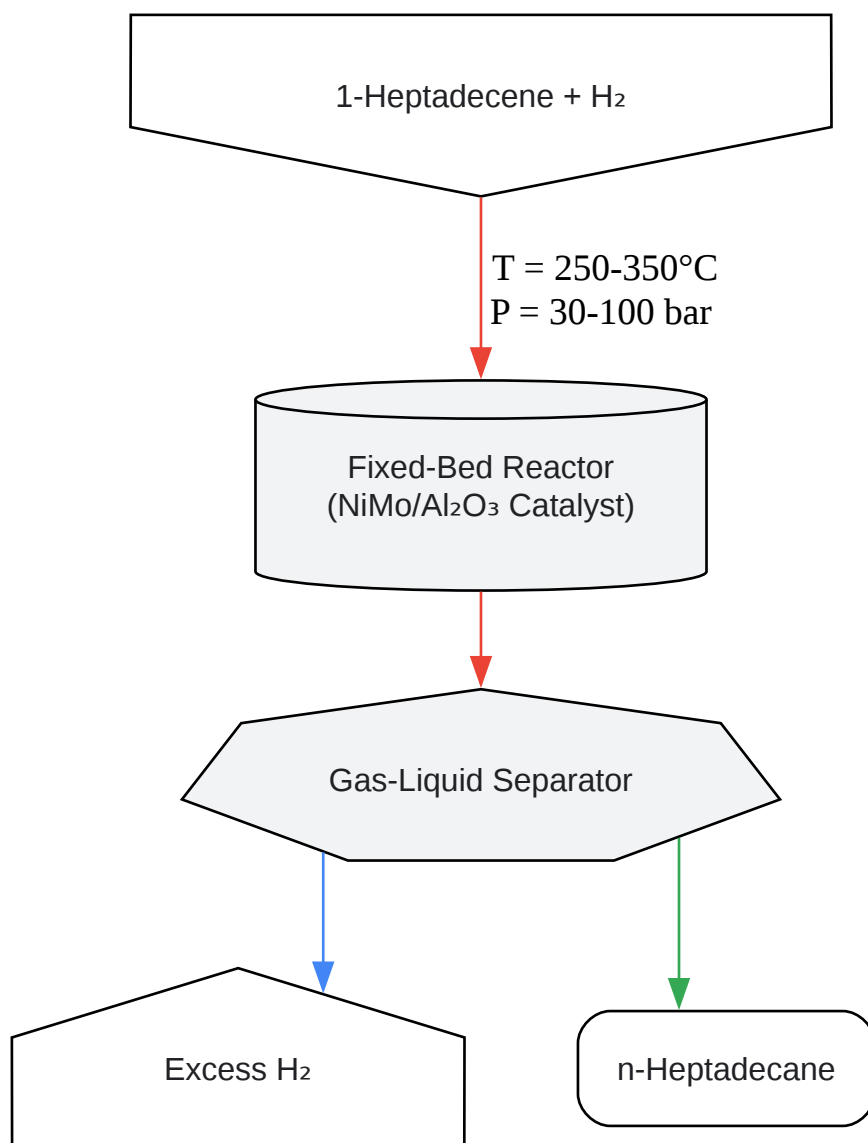 1-Heptadecene + H₂
T = 250-350°C
P = 30-100 bar
Fixed-Bed Reactor
(NiMo/Al₂O₃ Catalyst)
Gas-Liquid Separator
Excess H₂
n-Heptadecane